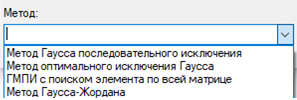 Метод:
Метод Гаусса последовательного исключения
Метод оптимального исключения Гаусса
ГМПИ с поиском элемента по всей матрице
Метод Гаусса-Жордана